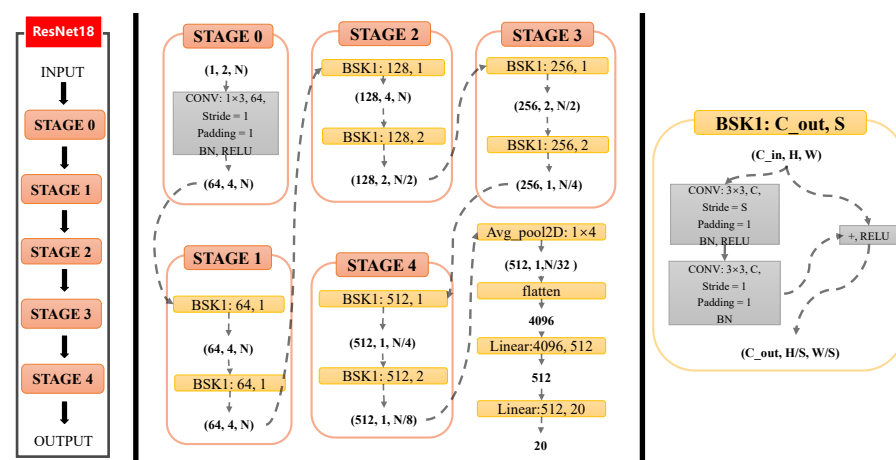 ResNet18
INPUT
STAGE 0
STAGE 1
STAGE 2
STAGE 3
STAGE 4
OUTPUT
STAGE 0
(1, 2, N)
CONV: 1×3, 64,
Stride = 1
Padding = 1
BN, RELU
(64, 4, N)
STAGE 1
BSK1: 64, 1
(64, 4, N)
BSK1: 64, 1
(64, 4, N)
STAGE 2
BSK1: 128, 1
(128, 4, N)
BSK1: 128, 2
(128, 2, N/2)
STAGE 3
BSK1: 256, 1
(256, 2, N/2)
BSK1: 256, 2
(256, 1, N/4)
STAGE 4
BSK1: 512, 1
(512, 1, N/4)
BSK1: 512, 2
(512, 1, N/8)
Avg_pool2D: 1×4
(512, 1,N/32 )
flatten
4096
Linear:4096, 512
512
Linear:512, 20
20
BSK1: C_out, S
(C_in, H, W)
CONV: 3×3, C,
Stride = S
Padding = 1
BN, RELU
CONV: 3×3, C,
Stride = 1
Padding = 1
BN
+, RELU
(C_out, H/S, W/S)